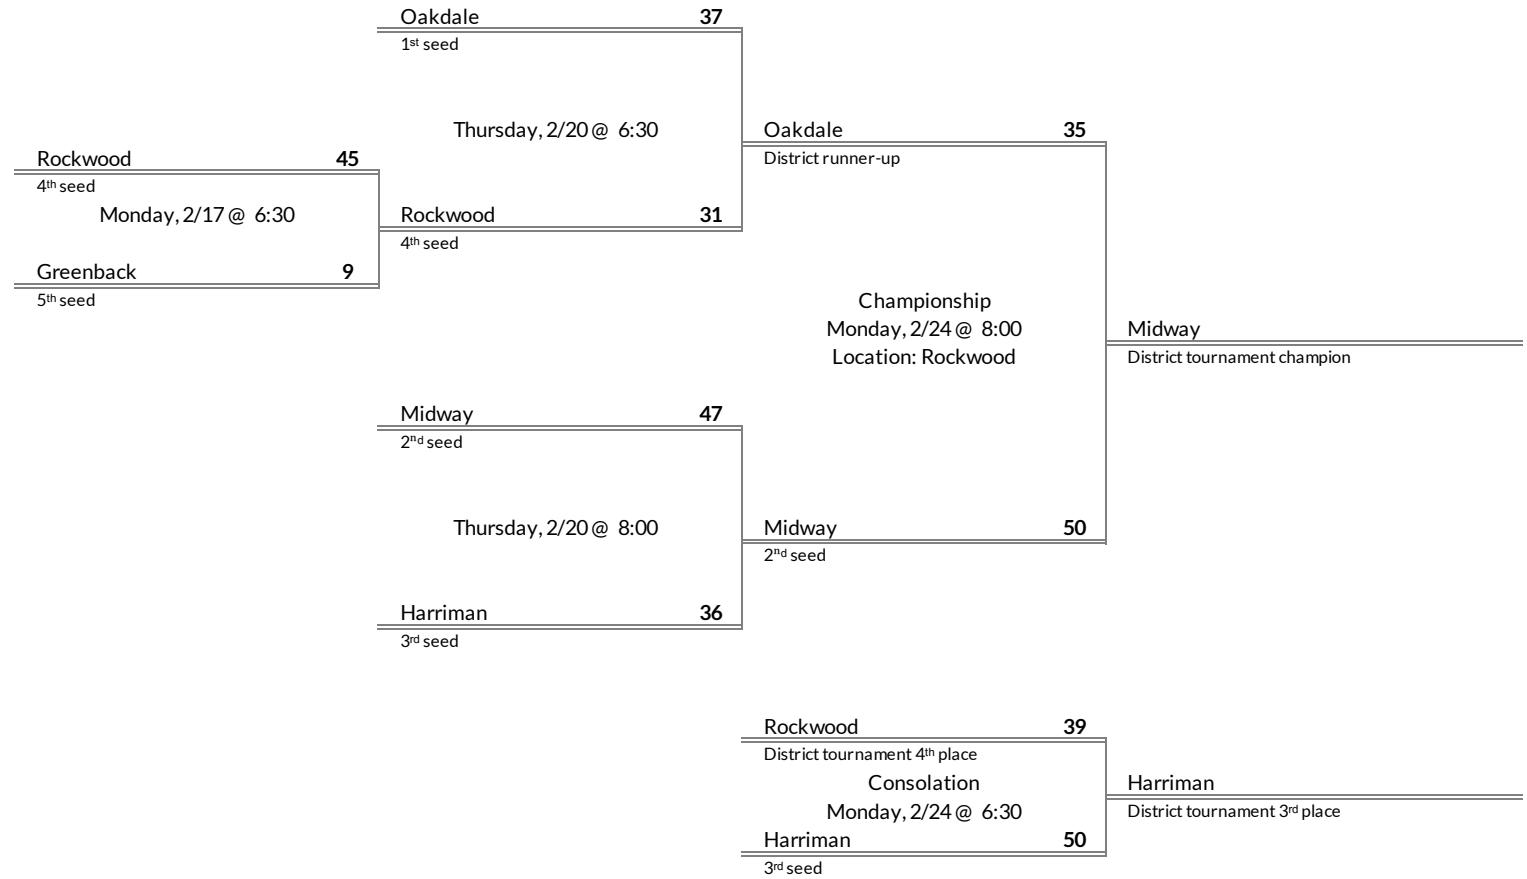 Oakdale 37
1st seed
Thursday, 2/20 @ 6:30
Oakdale 35
District runner-up
Rockwood 45
4th seed
Monday, 2/17 @ 6:30
Rockwood 31
4th seed
Greenback 9
5th seed
Championship
Monday, 2/24 @ 8:00
Location: Rockwood
Midway
District tournament champion
Midway 47
2nd seed
Thursday, 2/20 @ 8:00
Midway 50
2nd seed
Harriman 36
3rd seed
Rockwood 39
District tournament 4th place
Consolation
Monday, 2/24 @ 6:30
Harriman
District tournament 3rd place
Harriman 50
3rd seed